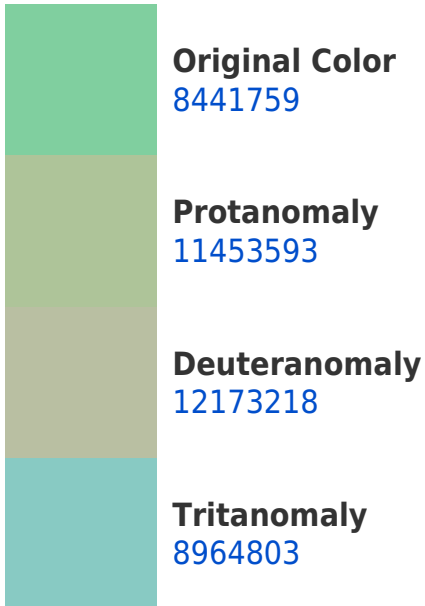 Original Color
8441759
Protanomaly
11453593
Deuteranomaly
12173218
Tritanomaly
8964803